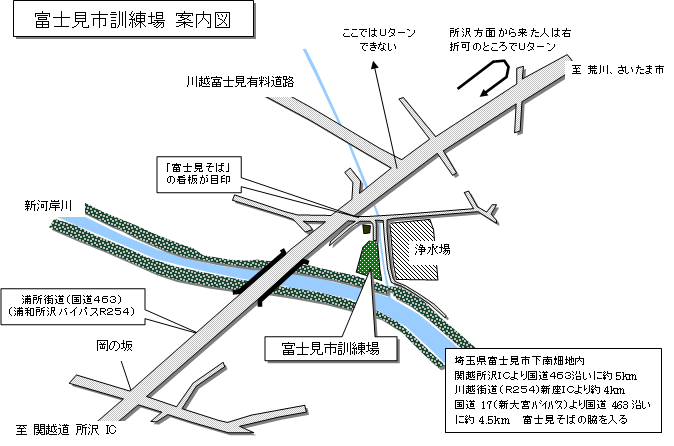 富士見市訓練場 案内図
ここではUターン
できない
所沢方面から来た人は右
折可のところでUターン
至 荒川、さいたま市
川越富士見有料道路
「富士見そば」
の看板が目印
新河岸川
浄水場
浦所街道(国道463)
(浦和所沢バイパスR254)
富士見市訓練場
岡の坂
埼玉県富士見市下南畑地内
関越所沢ICより国道463沿いに約5km
川越街道(R254)新座ICより約4km
国道17(新大宮バイパス)より国道463沿い
に約4.5km 富士見そばの脇を入る
至 関越道 所沢 IC